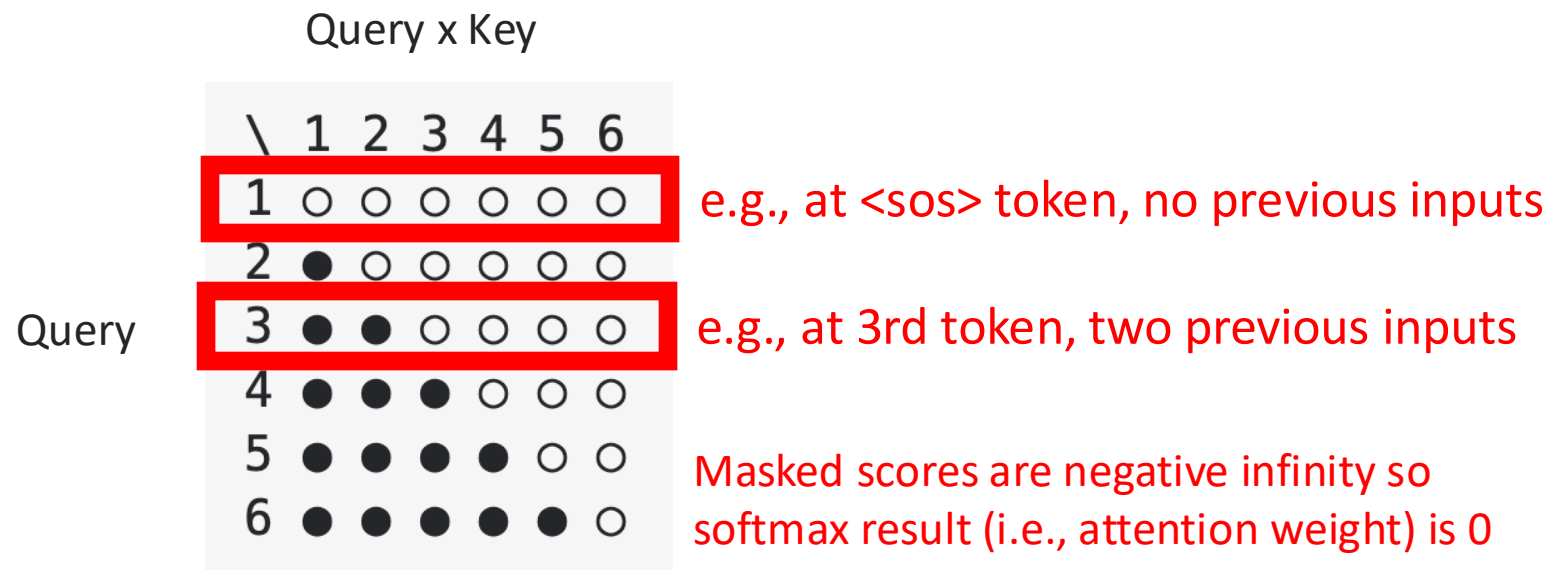 Query x Key
\ 1 2 3 4 5 6
1 ○ ○ ○ ○ ○ ○
e.g., at <sos> token, no previous inputs
2 ● ○ ○ ○ ○ ○
Query
3 ● ● ○ ○ ○ ○
e.g., at 3rd token, two previous inputs
4 ● ● ● ○ ○ ○
5 ● ● ● ● ○ ○
6 ● ● ● ● ● ○
Masked scores are negative infinity so
softmax result (i.e., attention weight) is 0